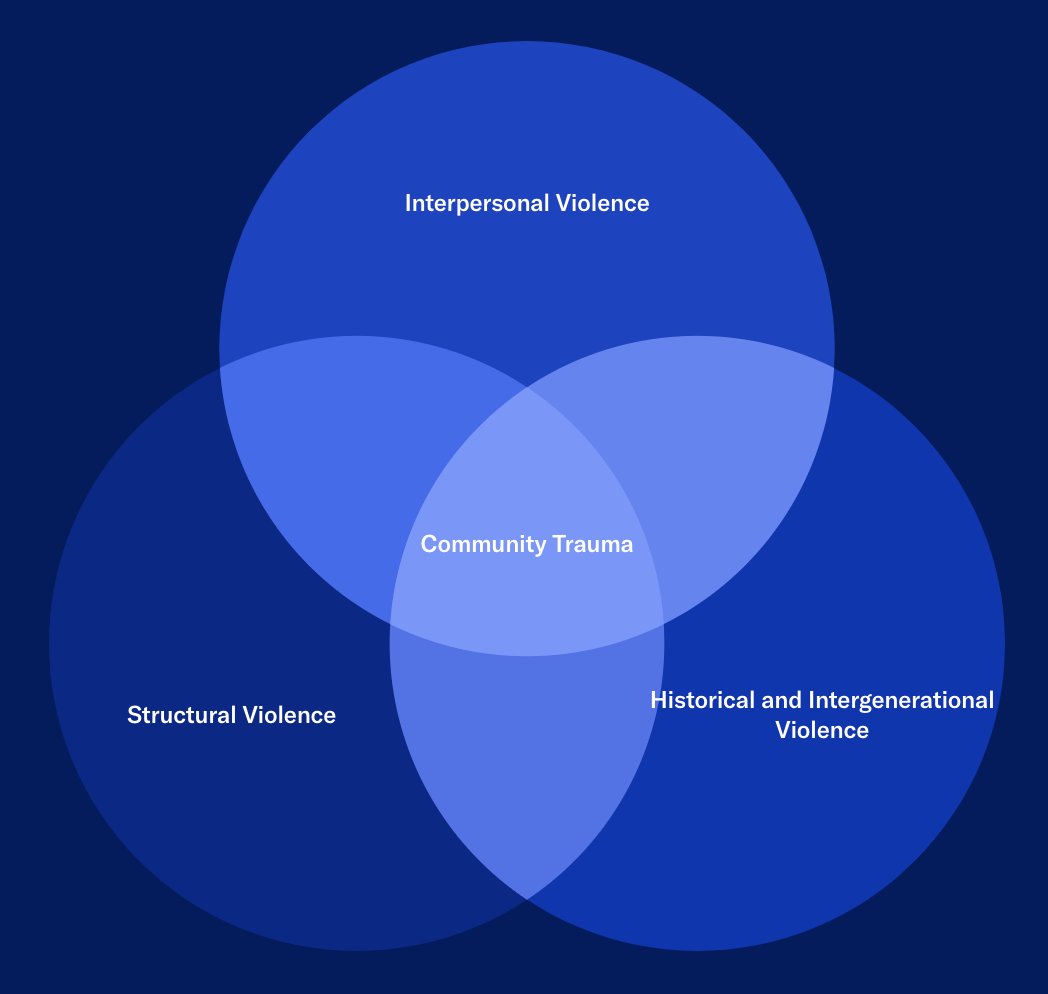 Interpersonal Violence
Community Trauma
Structural Violence
Historical and Intergenerational
Violence